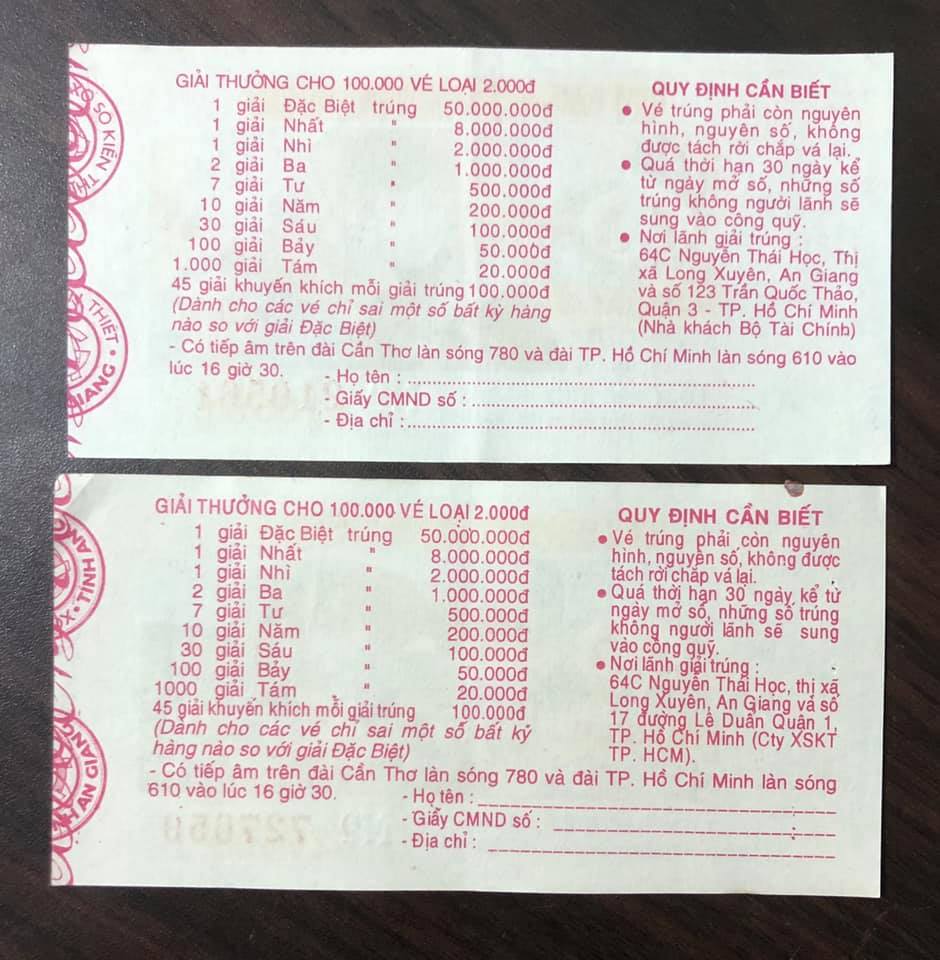 GIẢI THƯỞNG CHO 100.000 VÉ LOẠI 2.000đ
1 giải Đặc Biệt trúng 50.000.000đ
1 giải Nhất " 8.000.000đ
1 giải Nhì " 2.000.000đ
2 giải Ba " 1.000.000đ
7 giải Tư " 500.000đ
10 giải Năm " 200.000đ
30 giải Sáu " 100.000đ
100 giải Bảy " 50.000đ
1.000 giải Tám " 20.000đ
45 giải khuyến khích mỗi giải trúng 100.000đ
(Dành cho các vé chỉ sai một số bất kỳ hàng
nào so với giải Đặc Biệt)
- Có tiếp âm trên đài Cần Thơ làn sóng 780 và đài TP. Hồ Chí Minh làn sóng 610 vào
lúc 16 giờ 30.
- Họ tên :
- Giấy CMND số :
- Địa chỉ :
QUY ĐỊNH CẦN BIẾT
● Vé trúng phải còn nguyên
hình, nguyên số, không
được tách rời chắp vá lại.
● Quá thời hạn 30 ngày kể
từ ngày mở số, những số
trúng không người lãnh sẽ
sung vào công quỹ.
● Nơi lãnh giải trúng :
64C Nguyễn Thái Học, Thị
xã Long Xuyên, An Giang
và số 123 Trần Quốc Thảo,
Quận 3 - TP. Hồ Chí Minh
(Nhà khách Bộ Tài Chính)
XỔ SỐ KIẾN TH
THIẾT •
GIANG
GIẢI THƯỞNG CHO 100.000 VÉ LOẠI 2.000đ
1 giải Đặc Biệt trúng 50.000.000đ
1 giải Nhất " 8.000.000đ
1 giải Nhì " 2.000.000đ
2 giải Ba " 1.000.000đ
7 giải Tư " 500.000đ
10 giải Năm " 200.000đ
30 giải Sáu " 100.000đ
100 giải Bảy " 50.000đ
1000 giải Tám " 20.000đ
45 giải khuyến khích mỗi giải trúng 100.000đ
(Dành cho các vé chỉ sai một số bất kỳ
hàng nào so với giải Đặc Biệt)
- Có tiếp âm trên đài Cần Thơ làn sóng 780 và đài TP. Hồ Chí Minh làn sóng
610 vào lúc 16 giờ 30.
- Họ tên :
- Giấy CMND số :
- Địa chỉ :
QUY ĐỊNH CẦN BIẾT
● Vé trúng phải còn nguyên
hình, nguyên số, không được
tách rời chắp vá lại.
● Quá thời hạn 30 ngày kể từ
ngày mở số, những số trúng
không người lãnh sẽ sung
vào công quỹ.
● Nơi lãnh giải trúng :
64C Nguyễn Thái Học, thị xã
Long Xuyên, An Giang và số
17 đường Lê Duẩn Quận 1,
TP. Hồ Chí Minh (Cty XSKT
TP. HCM).
TỈNH AN
AN GIANG
Nº 727050